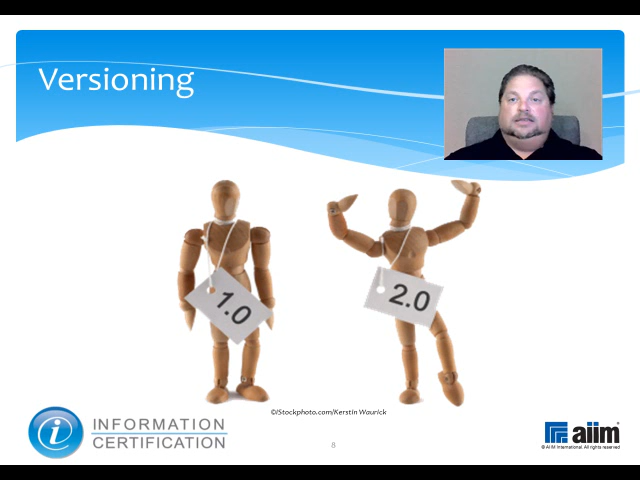 Versioning
1.0
2.0
©iStockphoto.com/Kerstin Waurick
INFORMATION
CERTIFICATION
8
aiim
© AIIM International. All rights reserved